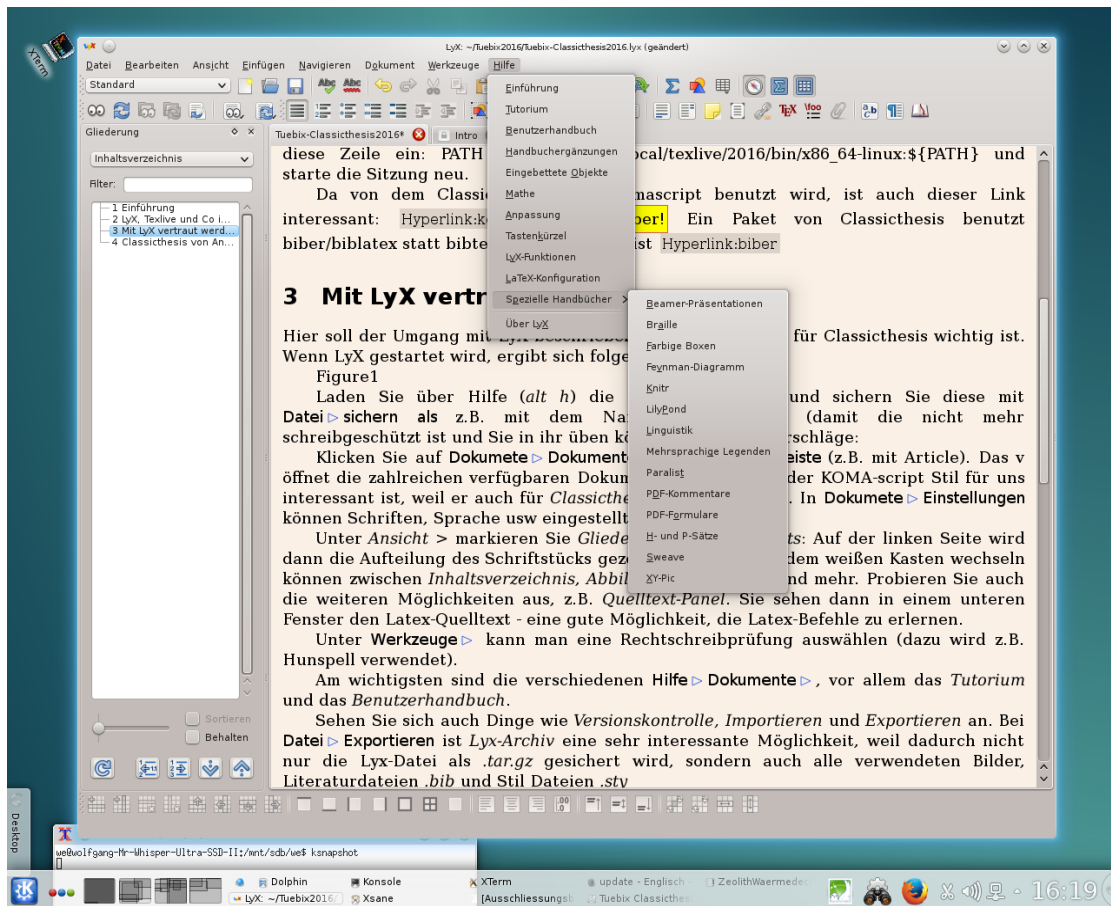 XTerm
LyX: ~/Tuebix2016/Tuebix-Classicthesis2016.lyx (geändert)
Datei Bearbeiten Ansicht Einfügen Navigieren Dokument Werkzeuge Hilfe
Standard
Gliederung
Inhaltsverzeichnis
Filter:
1 Einführung
2 LyX, Texlive und Co i...
3 Mit LyX vertraut werd...
4 Classicthesis von An...
Sortieren
Behalten
Tuebix-Classicthesis2016* Intro
diese Zeile ein: PATH ocal/texlive/2016/bin/x86_64-linux:${PATH} und
starte die Sitzung neu.
Da von dem Classi mascript benutzt wird, ist auch dieser Link
interessant: Hyperlink:k ber! Ein Paket von Classicthesis benutzt
biber/biblatex statt bibte ist Hyperlink:biber
3 Mit LyX vertr
Hier soll der Umgang mit LyX beschrieben für Classicthesis wichtig ist.
Wenn LyX gestartet wird, ergibt sich folge
Figure1
Laden Sie über Hilfe (alt h) die und sichern Sie diese mit
Datei ▷ sichern als z.B. mit dem Na (damit die nicht mehr
schreibgeschützt ist und Sie in ihr üben kö rschläge:
Klicken Sie auf Dokumete ▷ Dokument eiste (z.B. mit Article). Das v
öffnet die zahlreichen verfügbaren Dokum der KOMA-script Stil für uns
interessant ist, weil er auch für Classicthe . In Dokumete ▷ Einstellungen
können Schriften, Sprache usw eingestellt
Unter Ansicht > markieren Sie Gliede ts: Auf der linken Seite wird
dann die Aufteilung des Schriftstücks geze dem weißen Kasten wechseln
können zwischen Inhaltsverzeichnis, Abbil nd mehr. Probieren Sie auch
die weiteren Möglichkeiten aus, z.B. Quelltext-Panel. Sie sehen dann in einem unteren
Fenster den Latex-Quelltext - eine gute Möglichkeit, die Latex-Befehle zu erlernen.
Unter Werkzeuge ▷ kann man eine Rechtschreibprüfung auswählen (dazu wird z.B.
Hunspell verwendet).
Am wichtigsten sind die verschiedenen Hilfe ▷ Dokumente ▷ , vor allem das Tutorium
und das Benutzerhandbuch.
Sehen Sie sich auch Dinge wie Versionskontrolle, Importieren und Exportieren an. Bei
Datei ▷ Exportieren ist Lyx-Archiv eine sehr interessante Möglichkeit, weil dadurch nicht
nur die Lyx-Datei als .tar.gz gesichert wird, sondern auch alle verwendeten Bilder,
Literaturdateien .bib und Stil Dateien .sty
Einführung
Tutorium
Benutzerhandbuch
Handbuchergänzungen
Eingebettete Objekte
Mathe
Anpassung
Tastenkürzel
LyX-Funktionen
LaTeX-Konfiguration
Spezielle Handbücher
Über LyX
Beamer-Präsentationen
Braille
Farbige Boxen
Feynman-Diagramm
Knitr
LilyPond
Linguistik
Mehrsprachige Legenden
Paralist
PDF-Kommentare
PDF-Formulare
H- und P-Sätze
Sweave
XY-Pic
Desktop
we@wolfgang-Mr-Whisper-Ultra-SSD-II:/mnt/sdb/we$ ksnapshot
Dolphin Konsole XTerm update - Englisch ZeolithWaermede
LyX: ~/Tuebix2016/ Xsane [Ausschliessungsb Tuebix Classicthes
16:19